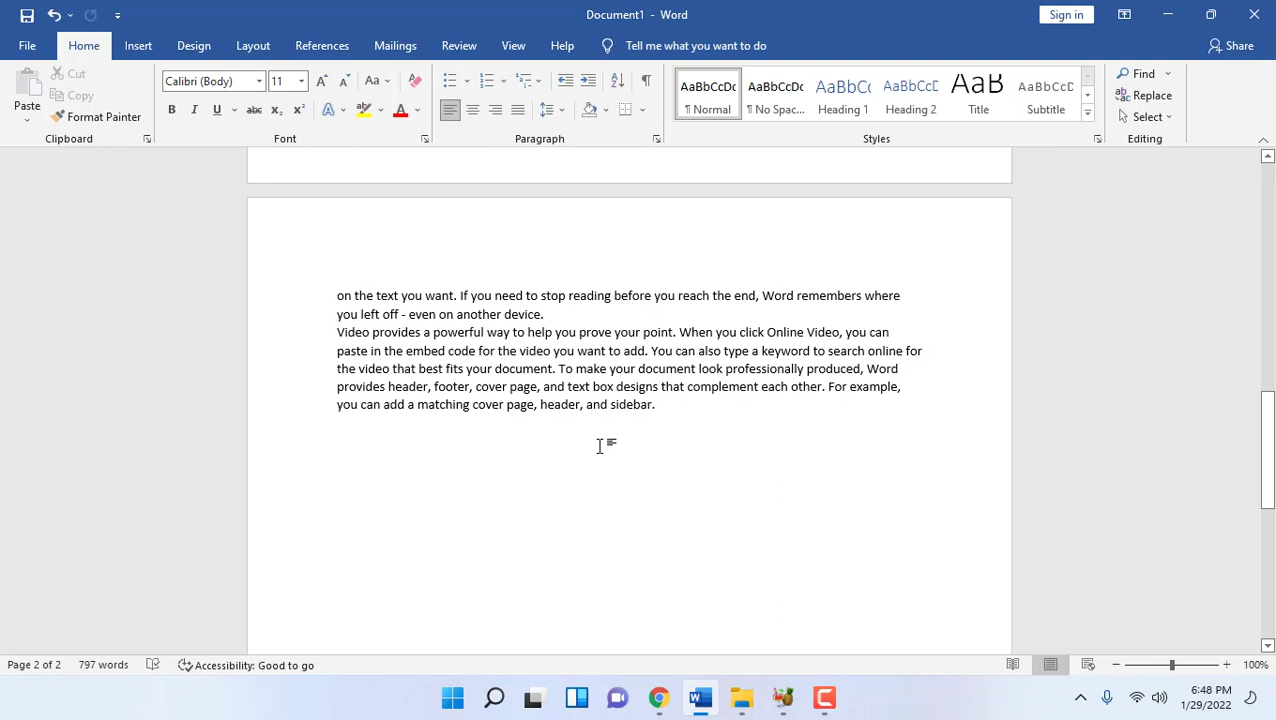 Document1 - Word
Sign in
File Home Insert Design Layout References Mailings Review View Help Tell me what you want to do Share
Paste
Cut
Copy
Format Painter
Clipboard
Calibri (Body) 11
Font
Paragraph
AaBbCcDc AaBbCcDc AaBbC( AaBbCcD AaB AaBbCcD
¶ Normal ¶ No Spac... Heading 1 Heading 2 Title Subtitle
Styles
Find
Replace
Select
Editing
on the text you want. If you need to stop reading before you reach the end, Word remembers where
you left off - even on another device.
Video provides a powerful way to help you prove your point. When you click Online Video, you can
paste in the embed code for the video you want to add. You can also type a keyword to search online for
the video that best fits your document. To make your document look professionally produced, Word
provides header, footer, cover page, and text box designs that complement each other. For example,
you can add a matching cover page, header, and sidebar.
Page 2 of 2 797 words Accessibility: Good to go 100%
6:48 PM
1/29/2022